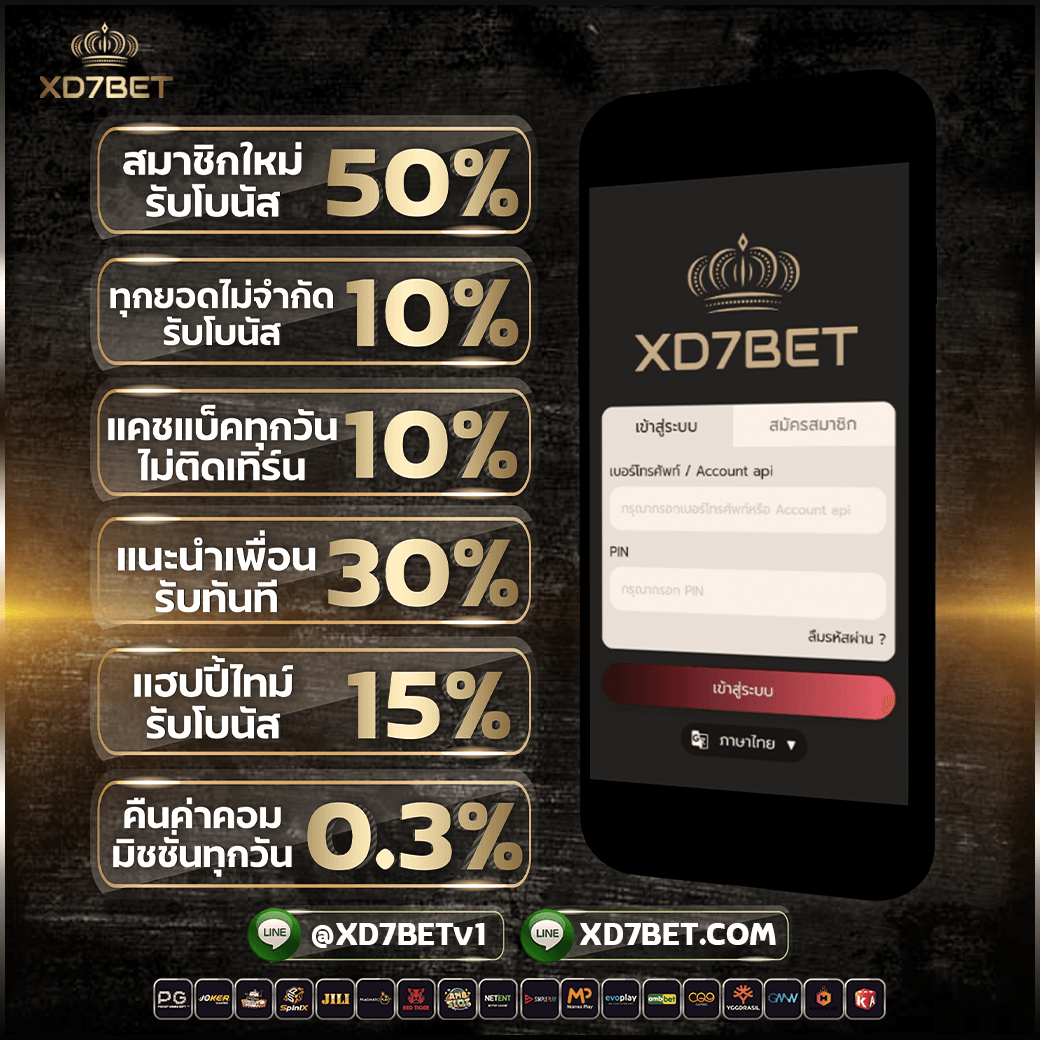 XD7BET
สมาชิกใหม่
รับโบนัส
50%
ทุกยอดไม่จำกัด
รับโบนัส
10%
แคชแบ็คทุกวัน
ไม่ติดเทิร์น
10%
แนะนำเพื่อน
รับทันที
30%
แฮปปี้ไทม์
รับโบนัส
15%
คืนค่าคอม
มิชชั่นทุกวัน
0.3%
XD7BET
เข้าสู่ระบบ
สมัครสมาชิก
เบอร์โทรศัพท์ / Account api
กรุณากรอกเบอร์โทรศัพท์หรือ Account api
PIN
กรุณากรอก PIN
ลืมรหัสผ่าน ?
เข้าสู่ระบบ
ภาษาไทย ▼
LINE @XD7BETv1
LINE XD7BET.COM
PG
JOKER
SpiniX
JILI
RED TIGER
AMB SLOT
NETENT
SIMPLEPLAY
MP
Mannaplay
evoplay
ambbet
CQ9
YGGDRASIL
GMW
KA